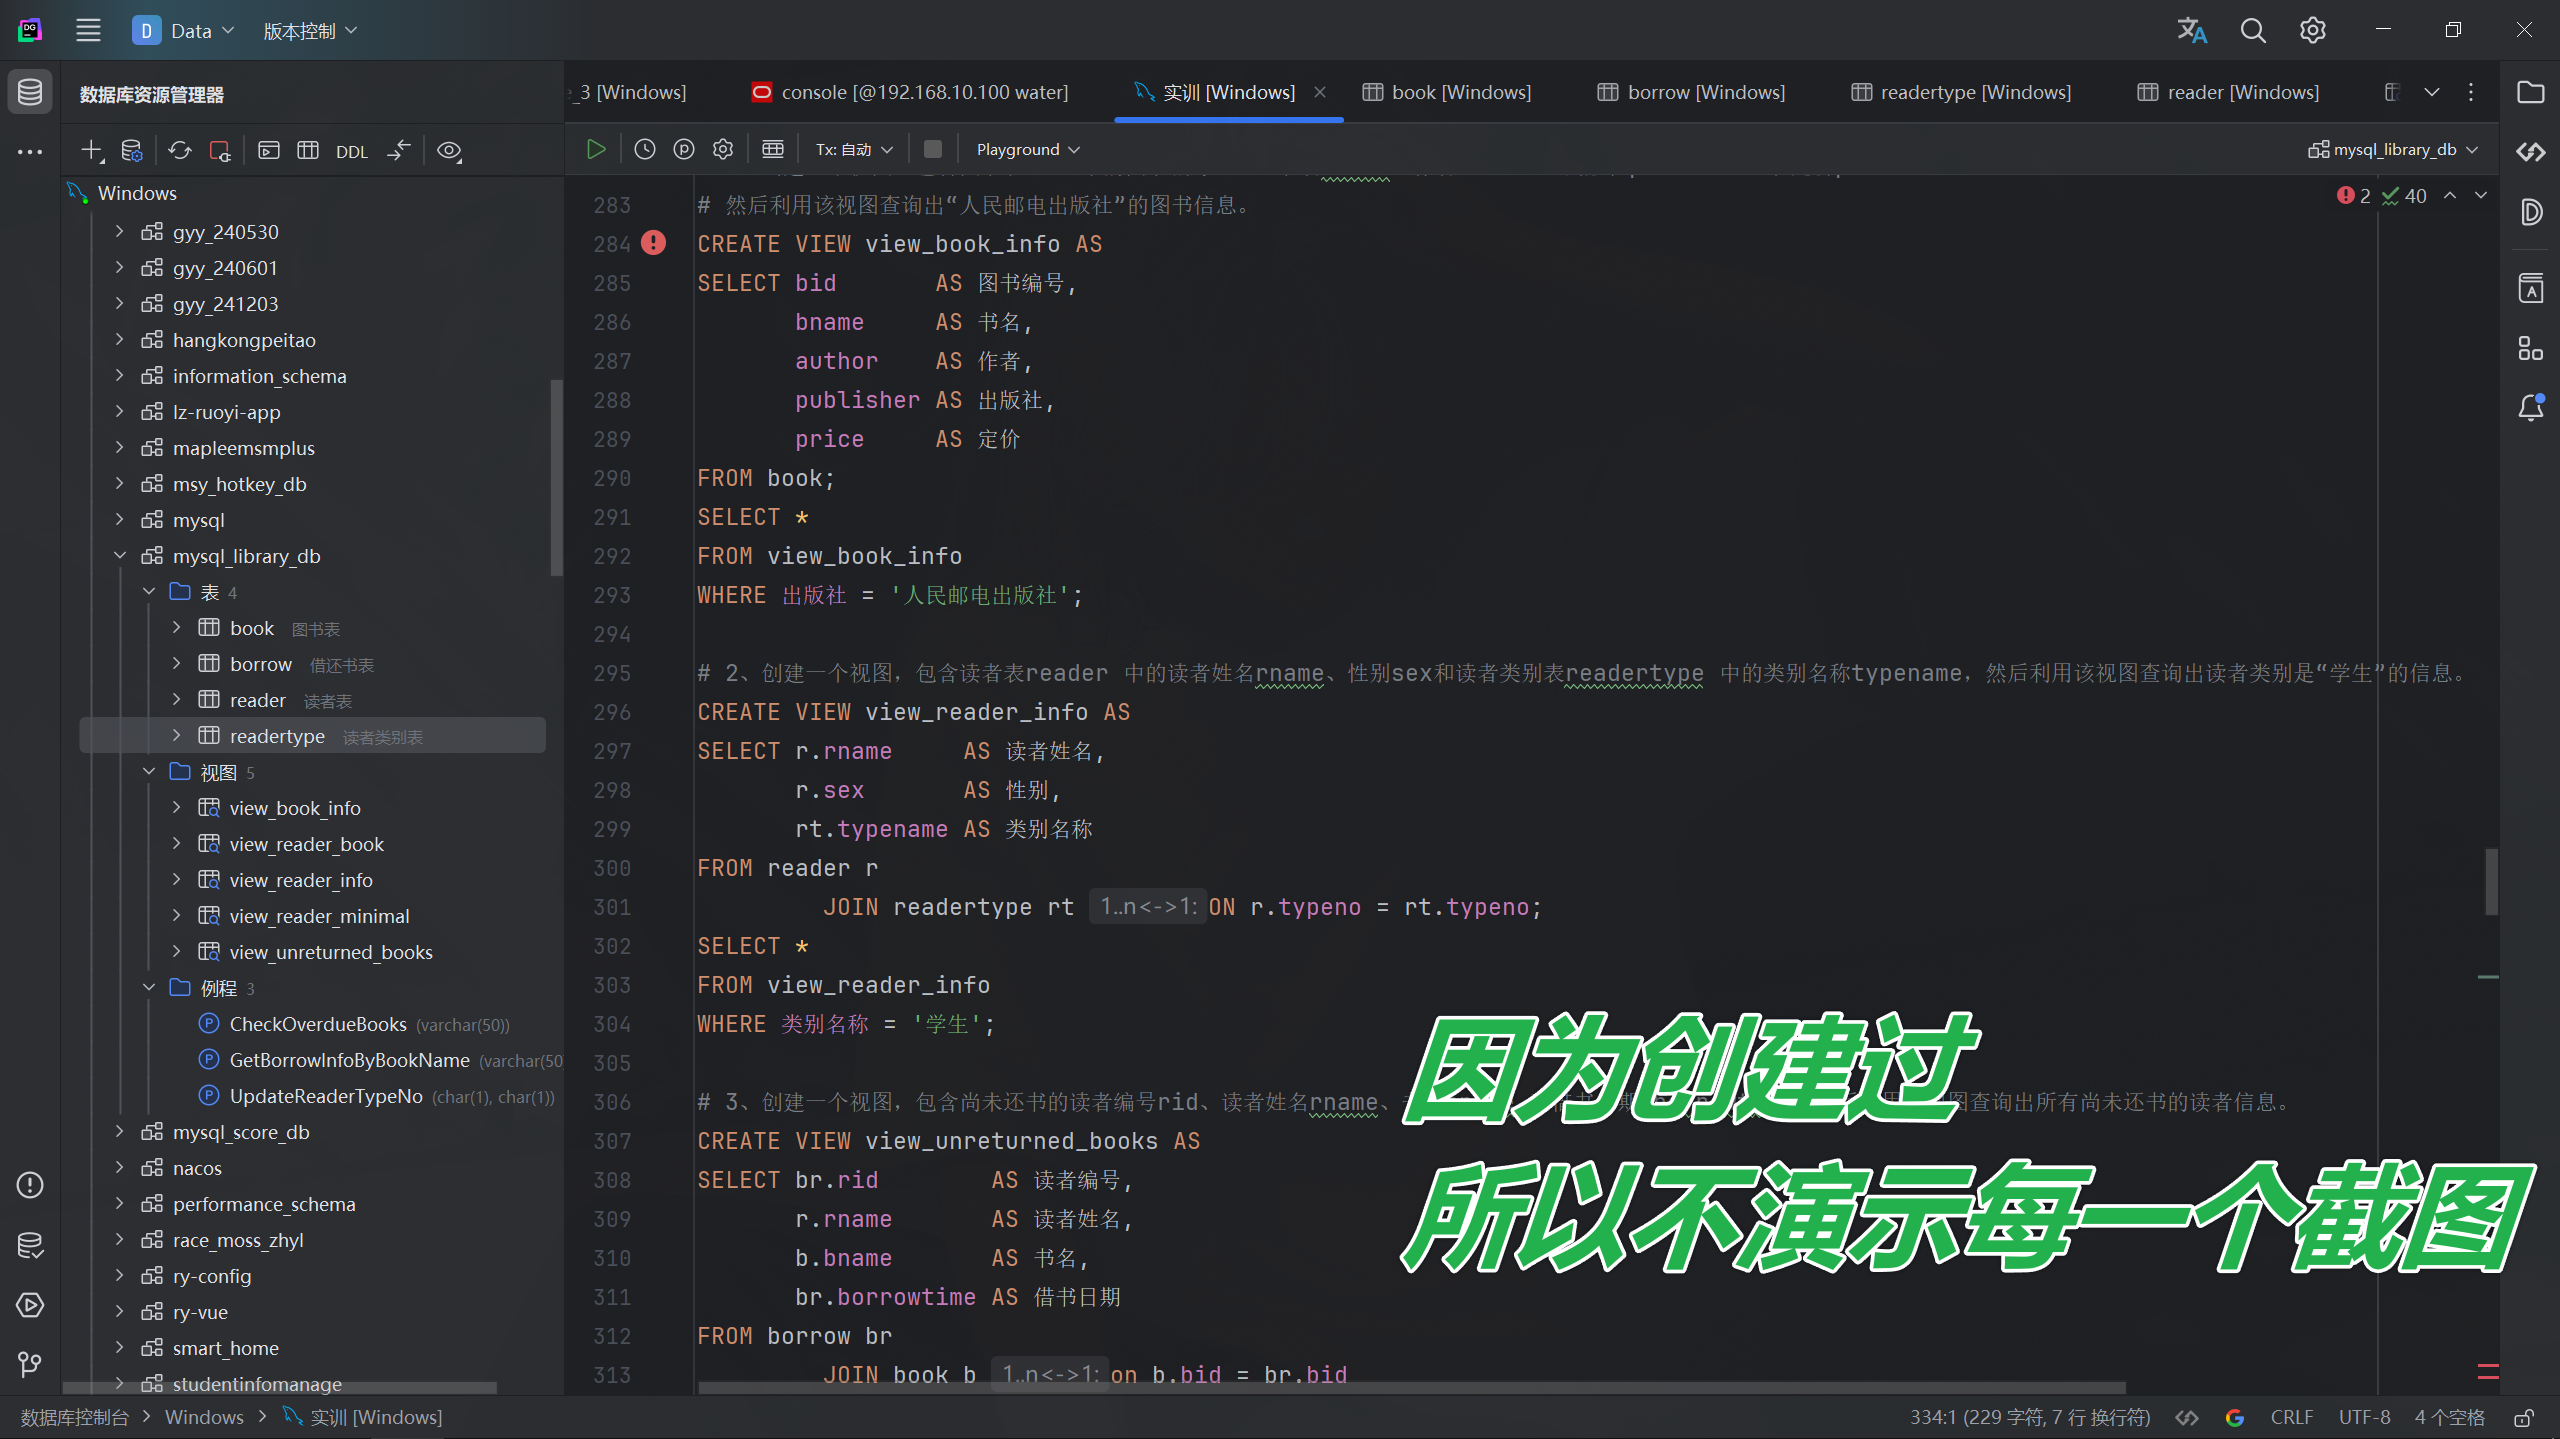 D Data 版本控制
数据库资源管理器
_3 [Windows] console [@192.168.10.100 water] 实训 [Windows] book [Windows] borrow [Windows] readertype [Windows] reader [Windows]
DDL
Tx: 自动 Playground mysql_library_db
2 40
Windows
gyy_240530
gyy_240601
gyy_241203
hangkongpeitao
information_schema
lz-ruoyi-app
mapleemsmplus
msy_hotkey_db
mysql
mysql_library_db
表 4
book 图书表
borrow 借还书表
reader 读者表
readertype 读者类别表
视图 5
view_book_info
view_reader_book
view_reader_info
view_reader_minimal
view_unreturned_books
例程 3
CheckOverdueBooks (varchar(50))
GetBorrowInfoByBookName (varchar(50
UpdateReaderTypeNo (char(1), char(1))
mysql_score_db
nacos
performance_schema
race_moss_zhyl
ry-config
ry-vue
smart_home
studentinfomanage
283 # 然后利用该视图查询出“人民邮电出版社”的图书信息。
284 CREATE VIEW view_book_info AS
285 SELECT bid AS 图书编号,
286 bname AS 书名,
287 author AS 作者,
288 publisher AS 出版社,
289 price AS 定价
290 FROM book;
291 SELECT *
292 FROM view_book_info
293 WHERE 出版社 = '人民邮电出版社';
294
295 # 2、创建一个视图，包含读者表reader 中的读者姓名rname、性别sex和读者类别表readertype 中的类别名称typename，然后利用该视图查询出读者类别是“学生”的信息。
296 CREATE VIEW view_reader_info AS
297 SELECT r.rname AS 读者姓名,
298 r.sex AS 性别,
299 rt.typename AS 类别名称
300 FROM reader r
301 JOIN readertype rt 1..n<->1: ON r.typeno = rt.typeno;
302 SELECT *
303 FROM view_reader_info
304 WHERE 类别名称 = '学生';
305
306 # 3、创建一个视图，包含尚未还书的读者编号rid、读者姓名rname、 图查询出所有尚未还书的读者信息。
307 CREATE VIEW view_unreturned_books AS
308 SELECT br.rid AS 读者编号,
309 r.rname AS 读者姓名,
310 b.bname AS 书名,
311 br.borrowtime AS 借书日期
312 FROM borrow br
313 JOIN book b 1..n<->1: on b.bid = br.bid
因为创建过
所以不演示每一个截图
数据库控制台 Windows 实训 [Windows]
334:1 (229 字符, 7 行 换行符) CRLF UTF-8 4 个空格